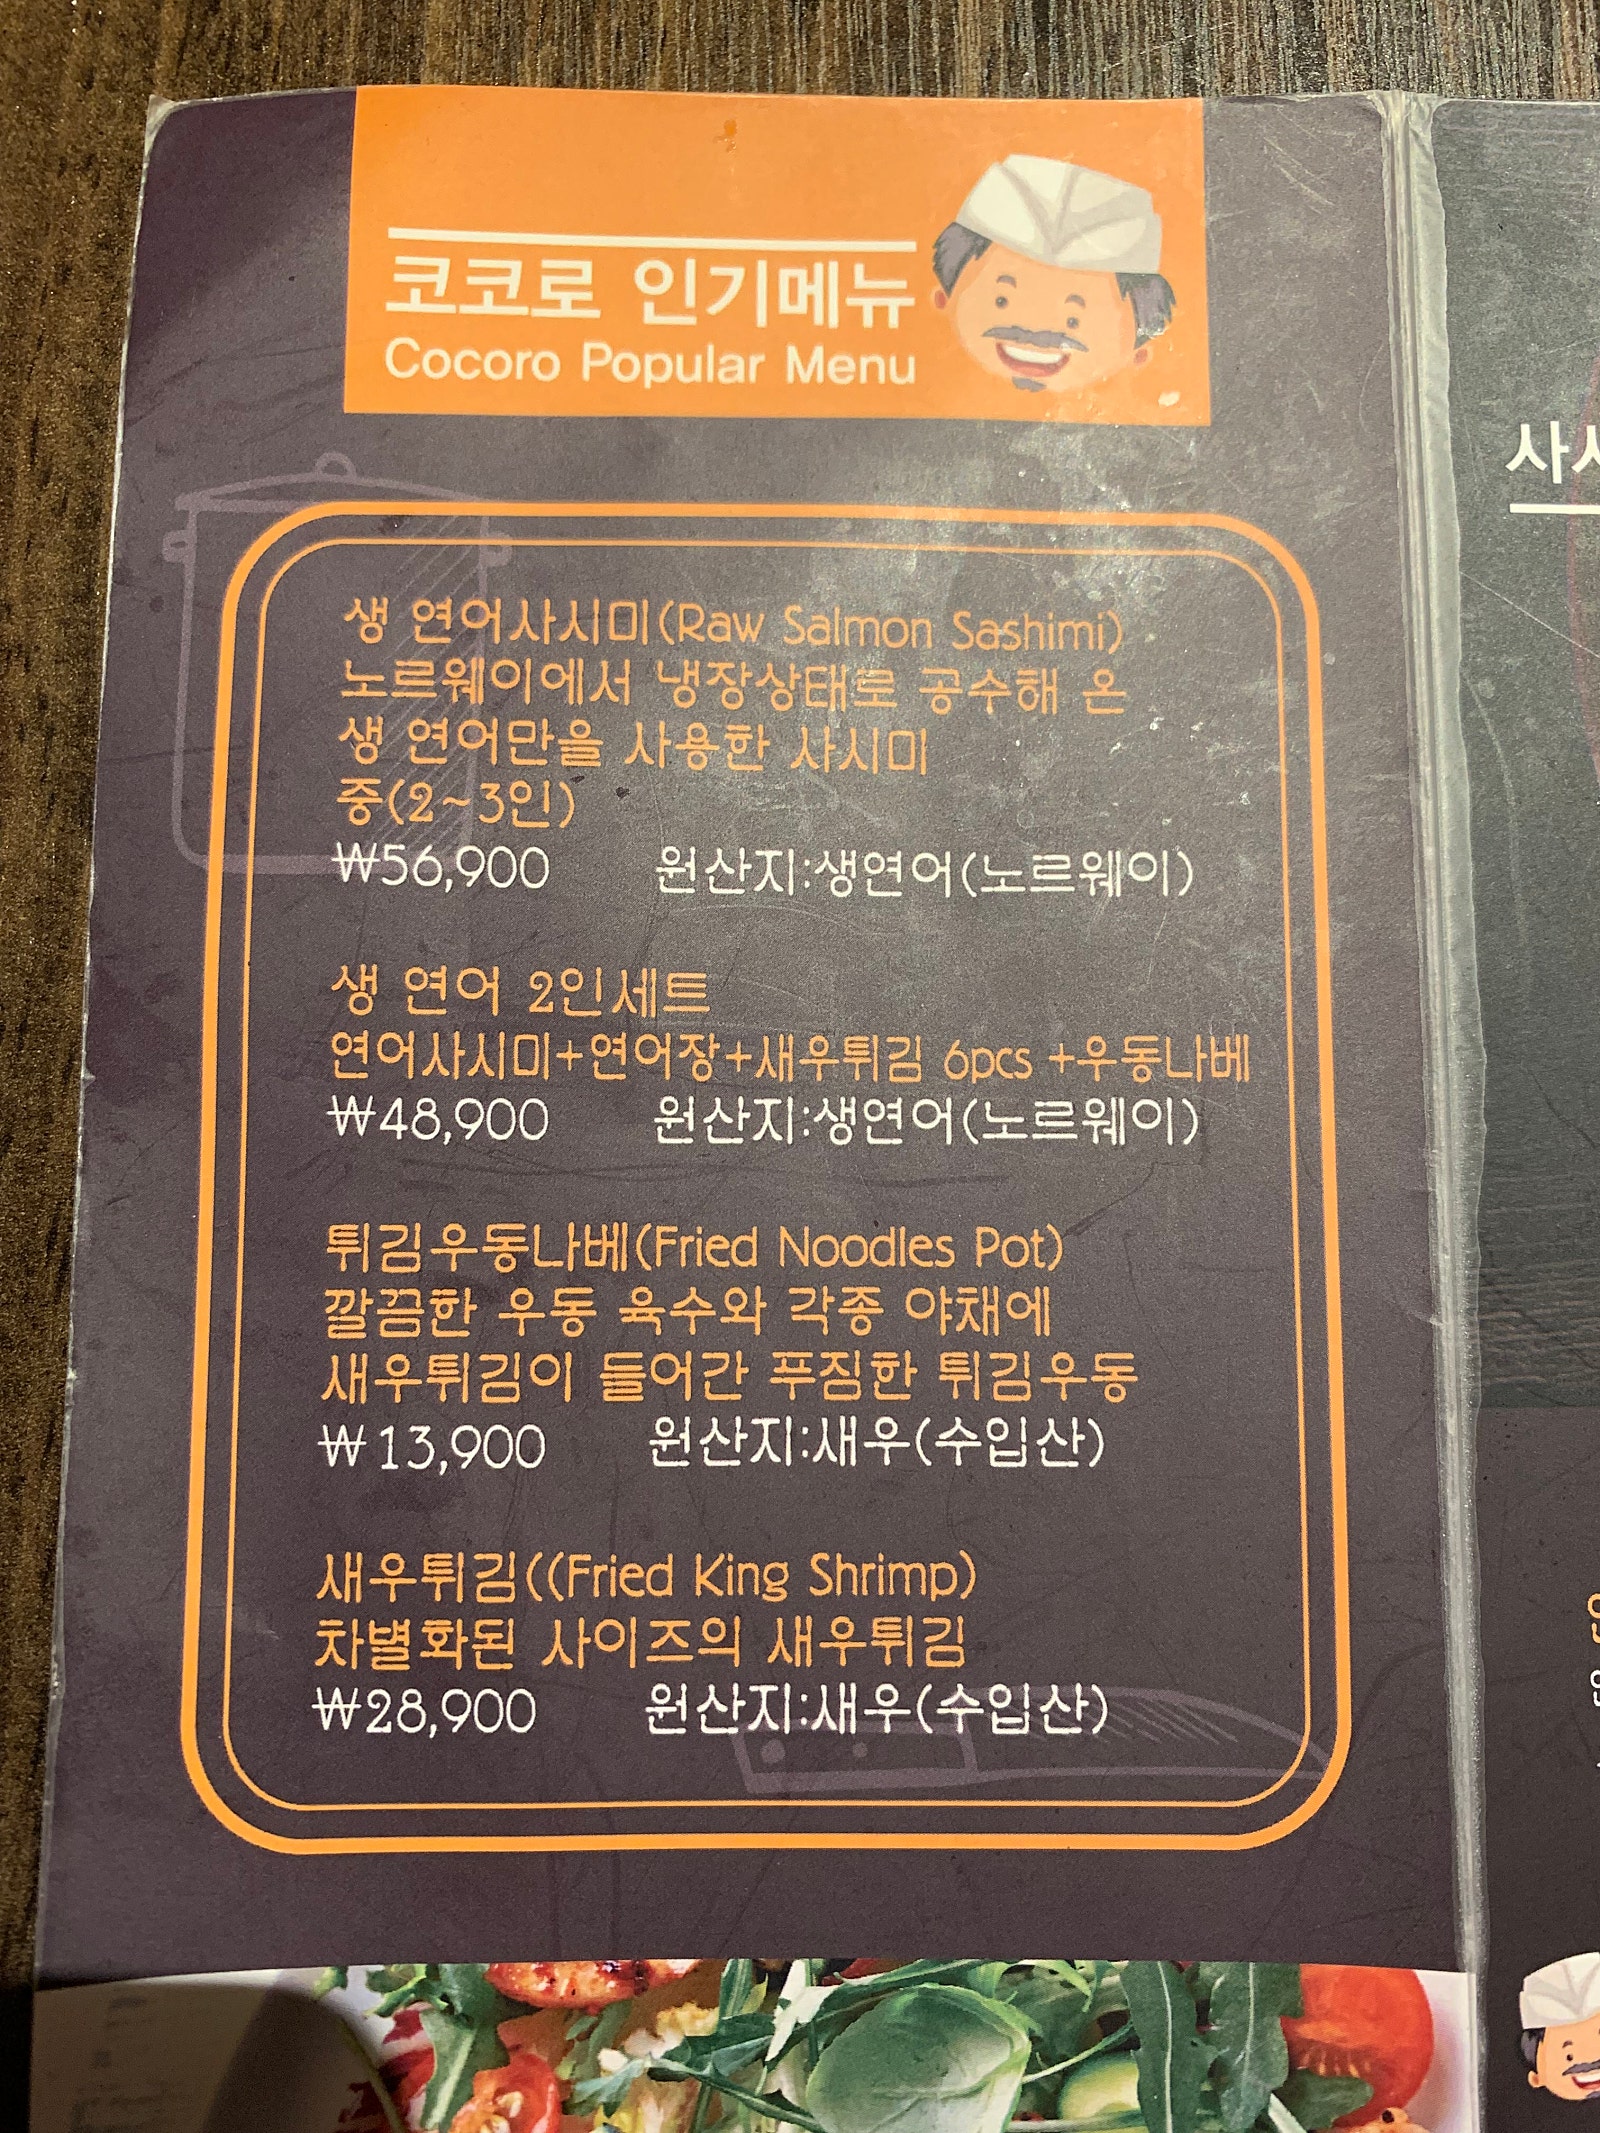 코코로 인기메뉴
Cocoro Popular Menu
생 연어사시미(Raw Salmon Sashimi)
노르웨이에서 냉장상태로 공수해 온
생 연어만을 사용한 사시미
중(2~3인)
₩56,900 원산지:생연어(노르웨이)
생 연어 2인세트
연어사시미+연어장+새우튀김 6pcs +우동나베
₩48,900 원산지:생연어(노르웨이)
튀김우동나베(Fried Noodles Pot)
깔끔한 우동 육수와 각종 야채에
새우튀김이 들어간 푸짐한 튀김우동
₩13,900 원산지:새우(수입산)
새우튀김((Fried King Shrimp)
차별화된 사이즈의 새우튀김
₩28,900 원산지:새우(수입산)